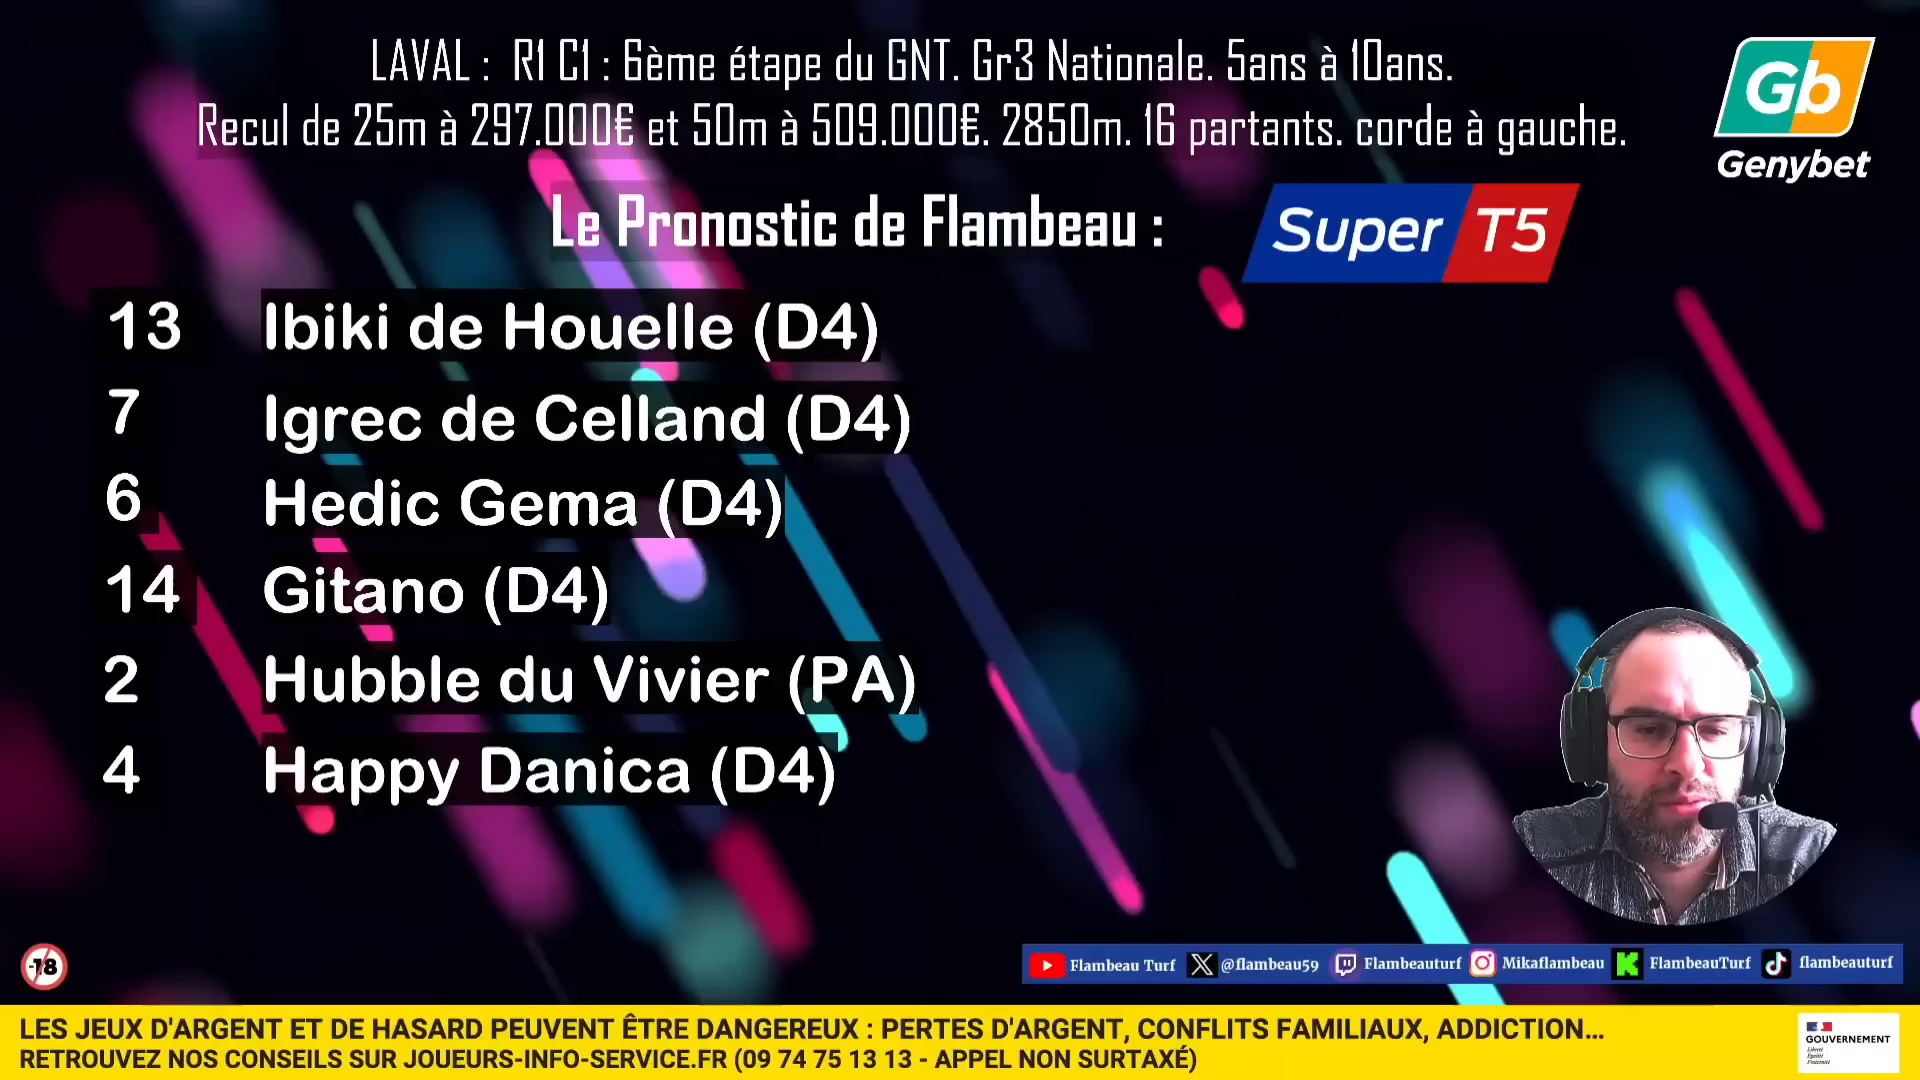 LAVAL : R1 C1 : 6ème étape du GNT. Gr3 Nationale. 5ans à 10ans.
Recul de 25m à 297.000€ et 50m à 509.000€. 2850m. 16 partants. corde à gauche.
Gb
Genybet
Le Pronostic de Flambeau :
Super T5
13 Ibiki de Houelle (D4)
7 Igrec de Celland (D4)
6 Hedic Gema (D4)
14 Gitano (D4)
2 Hubble du Vivier (PA)
4 Happy Danica (D4)
-18
Flambeau Turf @flambeau59 Flambeauturf Mikaflambeau FlambeauTurf flambeauturf
LES JEUX D'ARGENT ET DE HASARD PEUVENT ÊTRE DANGEREUX : PERTES D'ARGENT, CONFLITS FAMILIAUX, ADDICTION...
RETROUVEZ NOS CONSEILS SUR JOUEURS-INFO-SERVICE.FR (09 74 75 13 13 - APPEL NON SURTAXÉ)
GOUVERNEMENT
Liberté
Égalité
Fraternité